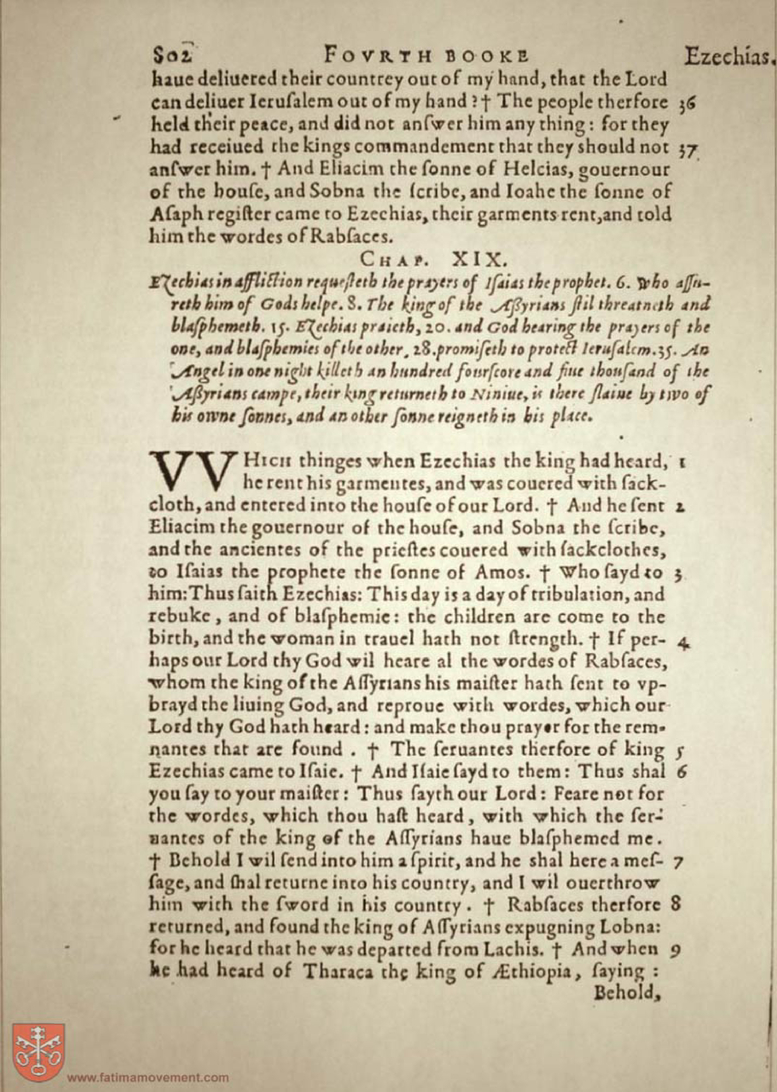 802 FOVRTH BOOKE Ezechias.
haue deliuered their countrey out of my hand, that the Lord
can deliuer Ierusalem out of my hand? † The people therfore 36
held their peace, and did not anſwer him any thing: for they
had receiued the kings commandement that they should not 37
anſwer him. † And Eliacim the ſonne of Helcias, gouernour
of the houſe, and Sobna the ſcribe, and Ioahe the ſonne of
Aſaph regiſter came to Ezechias, their garments rent, and told
him the wordes of Rabſaces.
CHAP. XIX.
Ezechias in affliction requeſteth the prayers of Iſaias the prophet. 6. Who aſſu-
reth him of Gods helpe. 8. The king of the Aßyrians ſtil threatneth and
blaſphemeth. 15. Ezechias praieth, 20. and God hearing the prayers of the
one, and blaſphemies of the other, 28. promiſeth to protect Ieruſalem. 35. An
Angel in one night killeth an hundred fourſcore and fiue thouſand of the
Aßyrians campe, their king returneth to Niniue, is there ſlaine by two of
his owne ſonnes, and an other ſonne reigneth in his place.
VVHICH thinges when Ezechias the king had heard, 1
he rent his garmentes, and was couered with ſack-
cloth, and entered into the houſe of our Lord. † And he ſent 2
Eliacim the gouernour of the houſe, and Sobna the ſcribe,
and the ancientes of the prieſtes couered with ſackclothes,
to Iſaias the prophete the ſonne of Amos. † Who ſayd to 3
him: Thus ſaith Ezechias: This day is a day of tribulation, and
rebuke, and of blaſphemie: the children are come to the
birth, and the woman in trauel hath not ſtrength. † If per- 4
haps our Lord thy God wil heare al the wordes of Rabſaces,
whom the king of the Aſſyrians his maiſter hath ſent to vp-
brayd the liuing God, and reproue with wordes, which our
Lord thy God hath heard: and make thou prayer for the rem-
nantes that are found. † The ſeruantes therfore of king 5
Ezechias came to Iſaie. † And Iſaie ſayd to them: Thus shal 6
you ſay to your maiſter: Thus ſayth our Lord: Feare not for
the wordes, which thou haſt heard, with which the ſer-
uantes of the king of the Aſſyrians haue blaſphemed me.
† Behold I wil ſend into him a ſpirit, and he shal here a meſ- 7
ſage, and shal returne into his country, and I wil ouerthrow
him with the ſword in his country. † Rabſaces therfore 8
returned, and found the king of Aſſyrians expugning Lobna:
for he heard that he was departed from Lachis. † And when 9
he had heard of Tharaca the king of Æthiopia, ſaying:
Behold,
www.fatimamovement.com